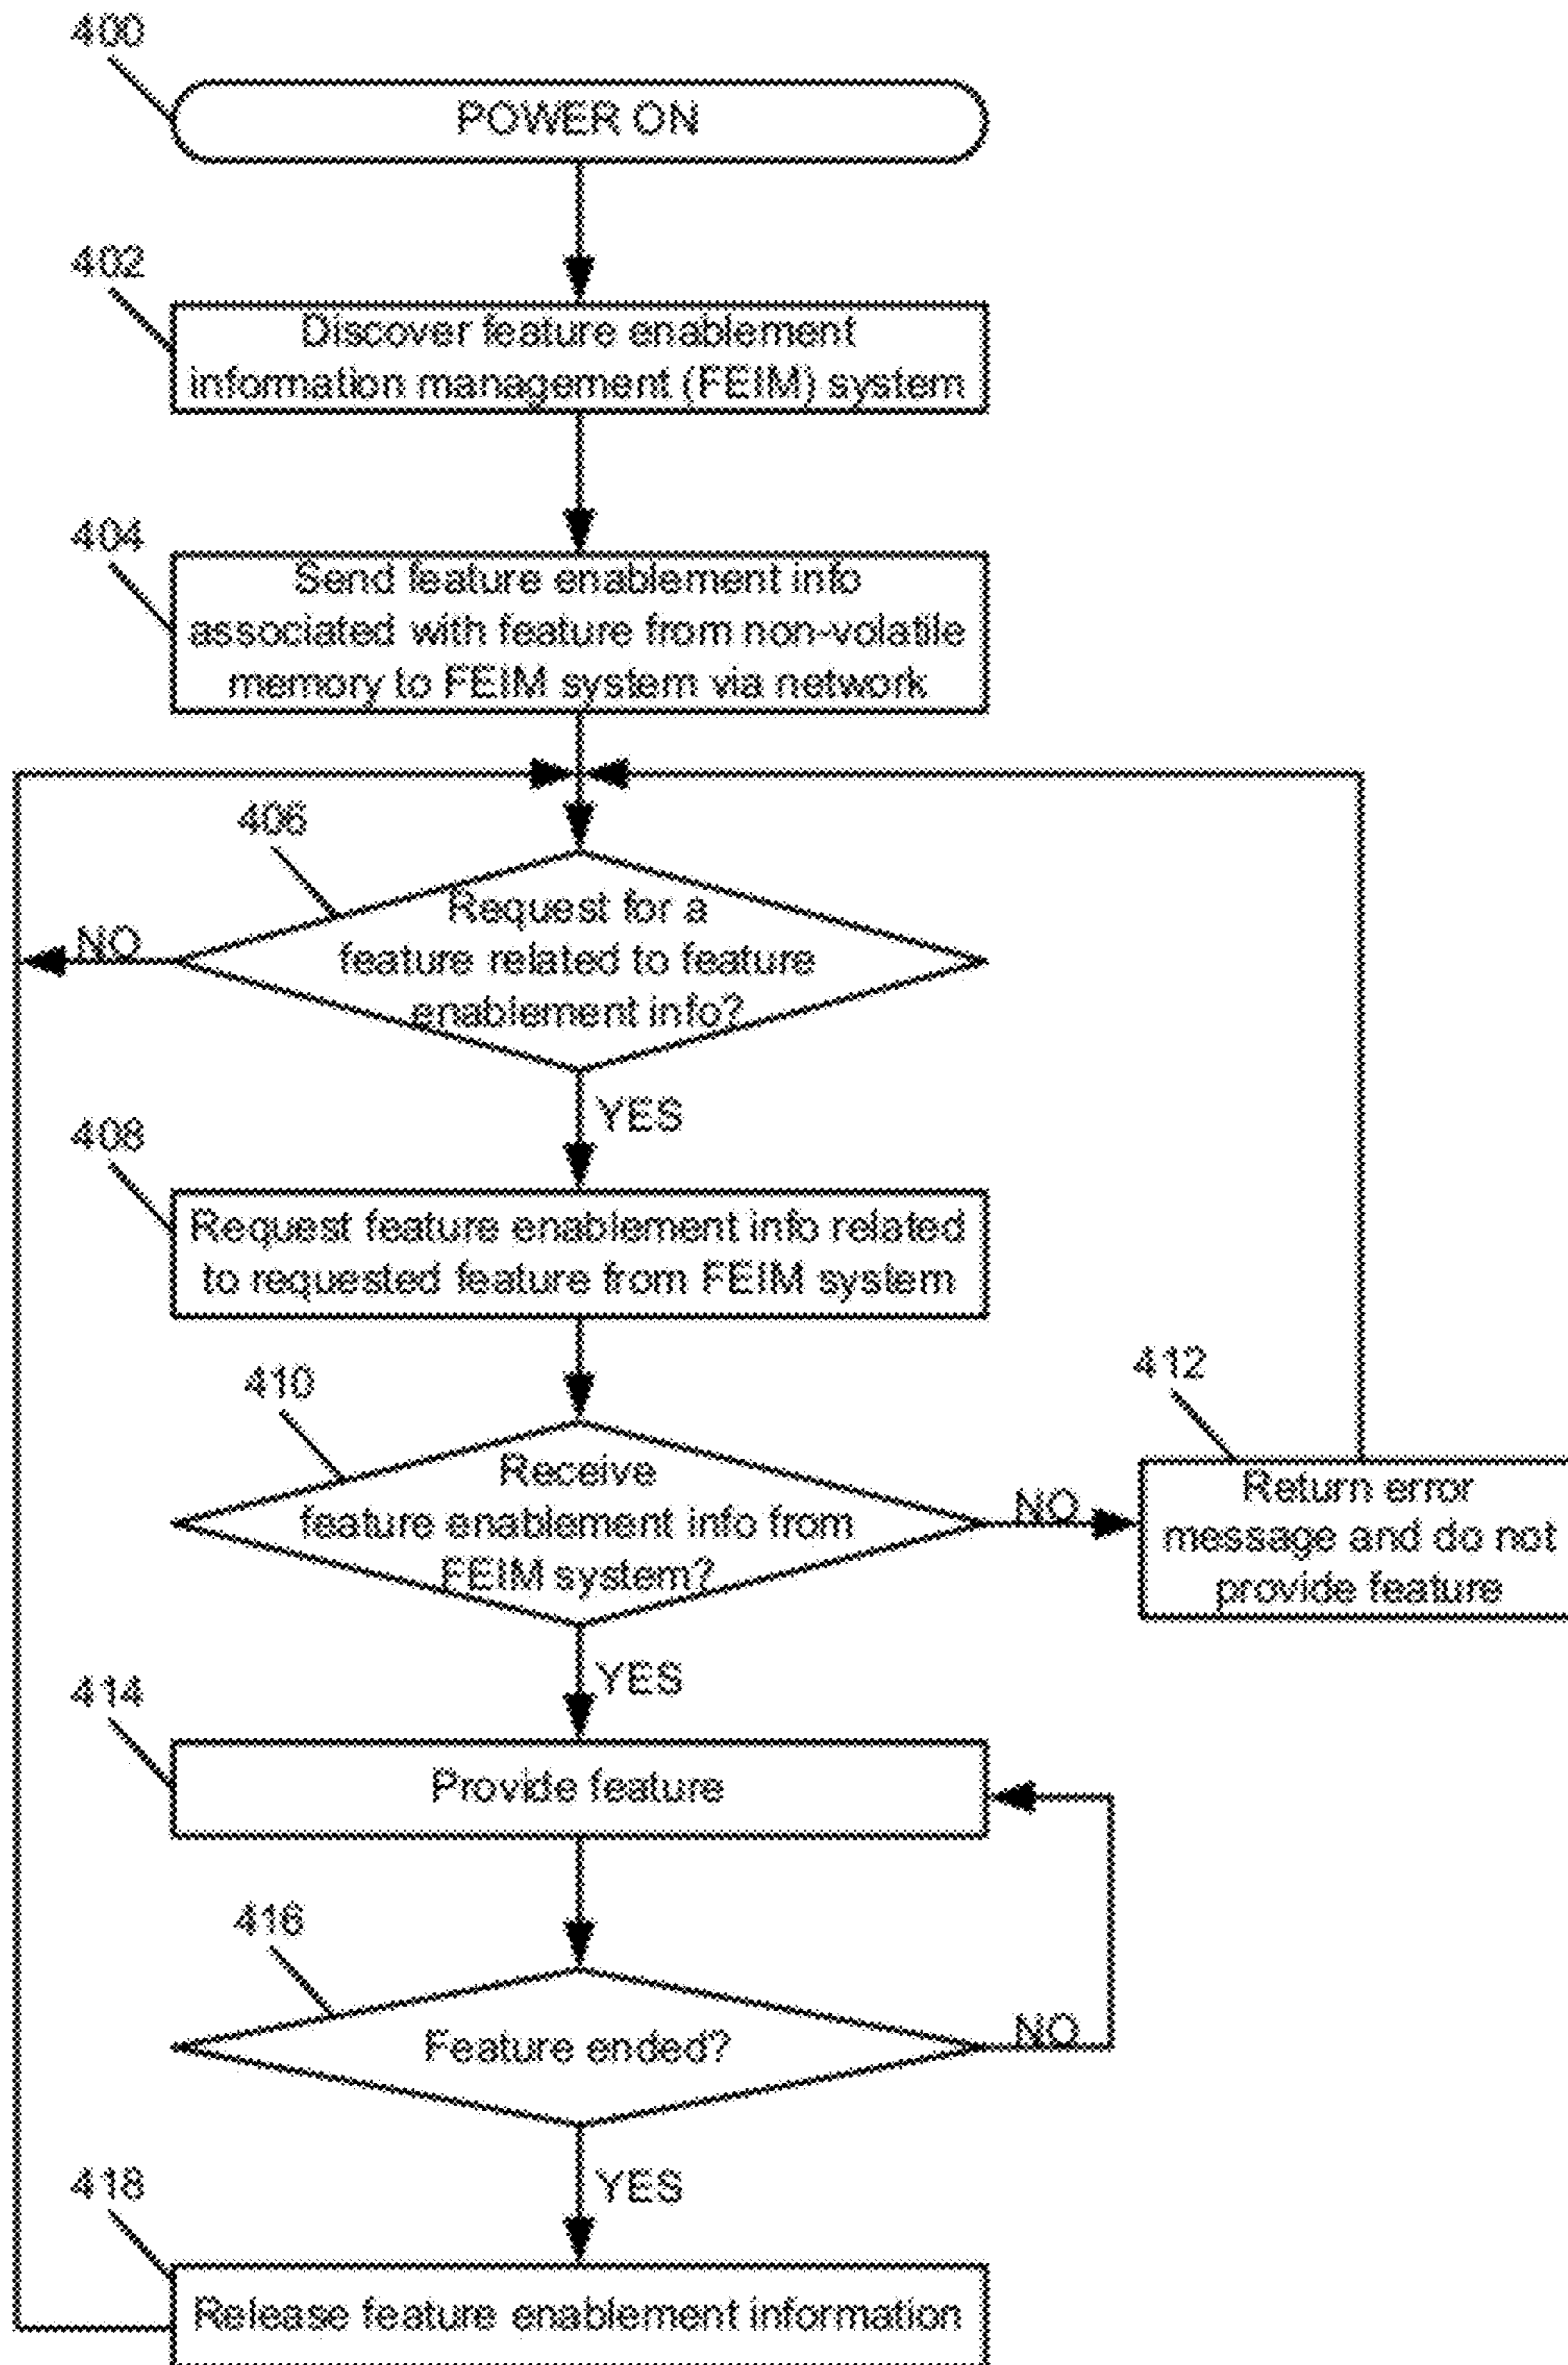 400
POWER ON
402
Discover feature enablement
information management (FEIM) system
404
Send feature enablement info
associated with feature from non-volatile
memory to FEIM system via network
406
Request for a
feature related to feature
enablement info?
NO
YES
408
Request feature enablement info related
to requested feature from FEIM system
410
Receive
feature enablement info from
FEIM system?
NO
412
Return error
message and do not
provide feature
YES
414
Provide feature
416
Feature ended?
NO
YES
418
Release feature enablement information